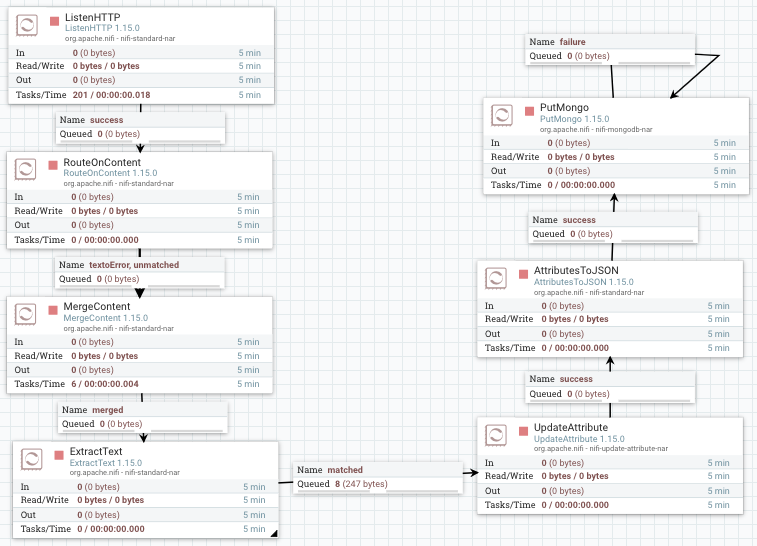 ListenHTTP
ListenHTTP 1.15.0
org.apache.nifi - nifi-standard-nar
In 0 (0 bytes) 5 min
Read/Write 0 bytes / 0 bytes 5 min
Out 0 (0 bytes) 5 min
Tasks/Time 201 / 00:00:00.018 5 min
Name success
Queued 0 (0 bytes)
RouteOnContent
RouteOnContent 1.15.0
org.apache.nifi - nifi-standard-nar
In 0 (0 bytes) 5 min
Read/Write 0 bytes / 0 bytes 5 min
Out 0 (0 bytes) 5 min
Tasks/Time 0 / 00:00:00.000 5 min
Name textoError, unmatched
Queued 0 (0 bytes)
MergeContent
MergeContent 1.15.0
org.apache.nifi - nifi-standard-nar
In 0 (0 bytes) 5 min
Read/Write 0 bytes / 0 bytes 5 min
Out 0 (0 bytes) 5 min
Tasks/Time 6 / 00:00:00.004 5 min
Name merged
Queued 0 (0 bytes)
ExtractText
ExtractText 1.15.0
org.apache.nifi - nifi-standard-nar
In 0 (0 bytes) 5 min
Read/Write 0 bytes / 0 bytes 5 min
Out 0 (0 bytes) 5 min
Tasks/Time 0 / 00:00:00.000 5 min
Name matched
Queued 8 (247 bytes)
UpdateAttribute
UpdateAttribute 1.15.0
org.apache.nifi - nifi-update-attribute-nar
In 0 (0 bytes) 5 min
Read/Write 0 bytes / 0 bytes 5 min
Out 0 (0 bytes) 5 min
Tasks/Time 0 / 00:00:00.000 5 min
Name success
Queued 0 (0 bytes)
AttributesToJSON
AttributesToJSON 1.15.0
org.apache.nifi - nifi-standard-nar
In 0 (0 bytes) 5 min
Read/Write 0 bytes / 0 bytes 5 min
Out 0 (0 bytes) 5 min
Tasks/Time 0 / 00:00:00.000 5 min
Name success
Queued 0 (0 bytes)
PutMongo
PutMongo 1.15.0
org.apache.nifi - nifi-mongodb-nar
In 0 (0 bytes) 5 min
Read/Write 0 bytes / 0 bytes 5 min
Out 0 (0 bytes) 5 min
Tasks/Time 0 / 00:00:00.000 5 min
Name failure
Queued 0 (0 bytes)